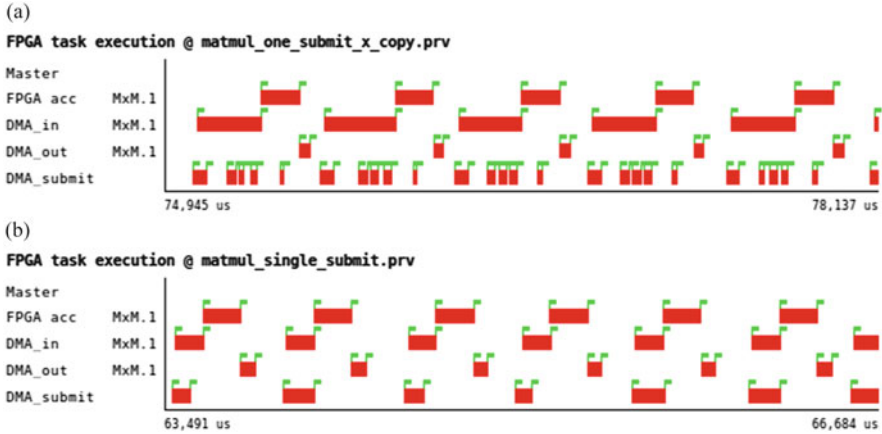 (a)
FPGA task execution @ matmul_one_submit_x_copy.prv
Master
FPGA acc MxM.1
DMA_in MxM.1
DMA_out MxM.1
DMA_submit
74,945 us 78,137 us
(b)
FPGA task execution @ matmul_single_submit.prv
Master
FPGA acc MxM.1
DMA_in MxM.1
DMA_out MxM.1
DMA_submit
63,491 us 66,684 us